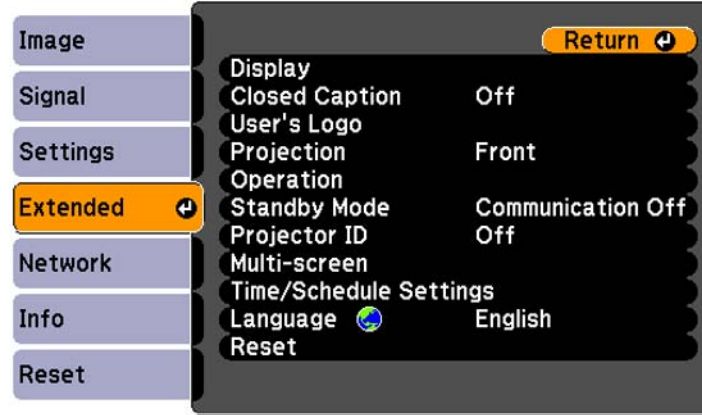 Image
Signal
Settings
Extended
Network
Info
Reset
Return
Display
Closed Caption Off
User's Logo
Projection Front
Operation
Standby Mode Communication Off
Projector ID Off
Multi-screen
Time/Schedule Settings
Language English
Reset